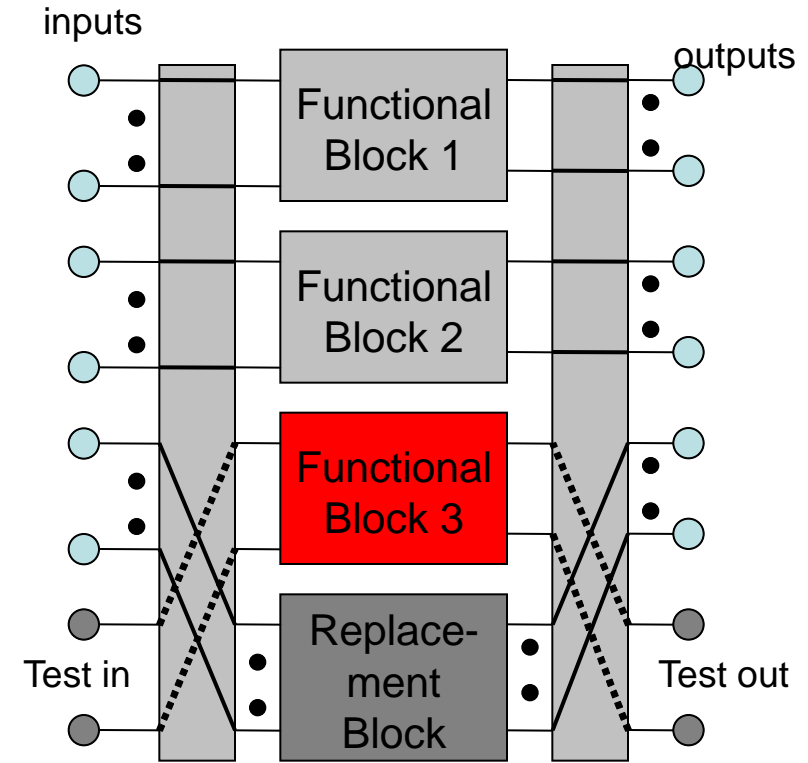 inputs
outputs
Functional
Block 1
Functional
Block 2
Functional
Block 3
Replace-
ment
Block
Test in
Test out